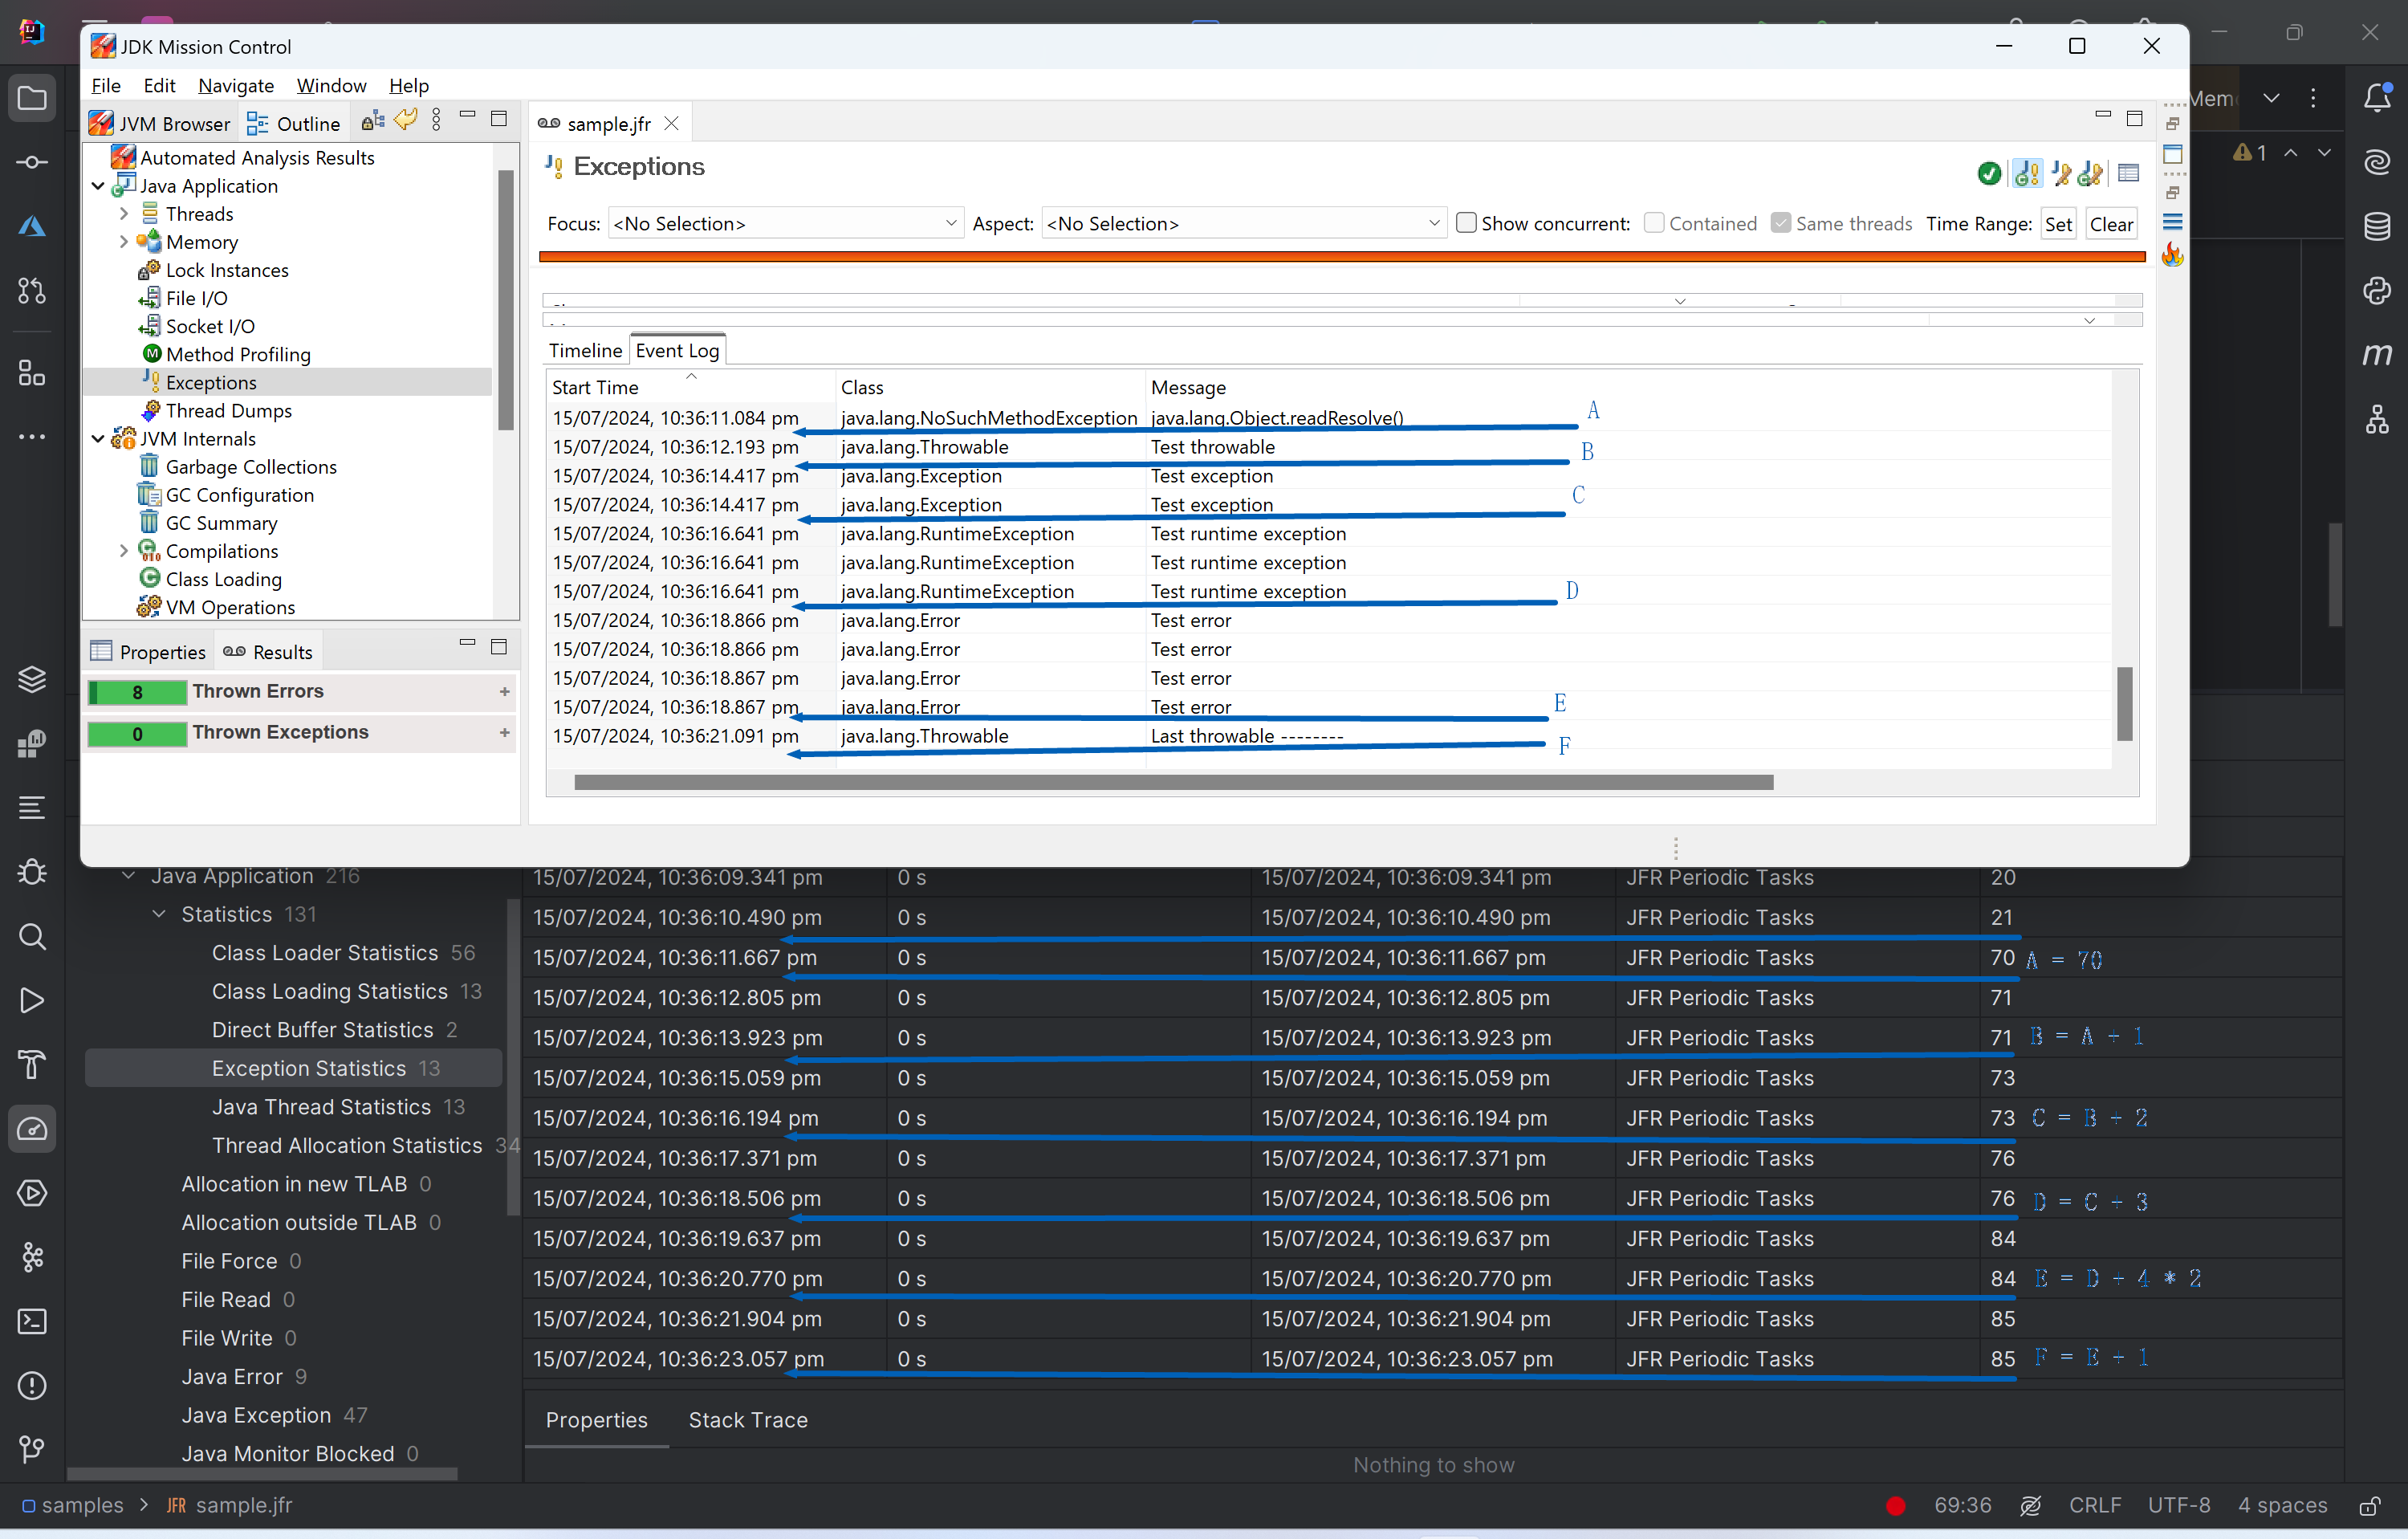 JDK Mission Control
File Edit Navigate Window Help
JVM Browser Outline
sample.jfr
Automated Analysis Results
Java Application
Threads
Memory
Lock Instances
File I/O
Socket I/O
Method Profiling
Exceptions
Thread Dumps
JVM Internals
Garbage Collections
GC Configuration
GC Summary
Compilations
Class Loading
VM Operations
Properties Results
8 Thrown Errors +
0 Thrown Exceptions +
Exceptions
Focus: <No Selection> Aspect: <No Selection> Show concurrent: Contained Same threads Time Range: Set Clear
Timeline Event Log
Start Time Class Message
15/07/2024, 10:36:11.084 pm java.lang.NoSuchMethodException java.lang.Object.readResolve() A
15/07/2024, 10:36:12.193 pm java.lang.Throwable Test throwable B
15/07/2024, 10:36:14.417 pm java.lang.Exception Test exception
15/07/2024, 10:36:14.417 pm java.lang.Exception Test exception C
15/07/2024, 10:36:16.641 pm java.lang.RuntimeException Test runtime exception
15/07/2024, 10:36:16.641 pm java.lang.RuntimeException Test runtime exception
15/07/2024, 10:36:16.641 pm java.lang.RuntimeException Test runtime exception D
15/07/2024, 10:36:18.866 pm java.lang.Error Test error
15/07/2024, 10:36:18.866 pm java.lang.Error Test error
15/07/2024, 10:36:18.867 pm java.lang.Error Test error
15/07/2024, 10:36:18.867 pm java.lang.Error Test error E
15/07/2024, 10:36:21.091 pm java.lang.Throwable Last throwable -------- F
1
Java Application 216
Statistics 131
Class Loader Statistics 56
Class Loading Statistics 13
Direct Buffer Statistics 2
Exception Statistics 13
Java Thread Statistics 13
Thread Allocation Statistics 34
Allocation in new TLAB 0
Allocation outside TLAB 0
File Force 0
File Read 0
File Write 0
Java Error 9
Java Exception 47
Java Monitor Blocked 0
15/07/2024, 10:36:09.341 pm 0 s 15/07/2024, 10:36:09.341 pm JFR Periodic Tasks 20
15/07/2024, 10:36:10.490 pm 0 s 15/07/2024, 10:36:10.490 pm JFR Periodic Tasks 21
15/07/2024, 10:36:11.667 pm 0 s 15/07/2024, 10:36:11.667 pm JFR Periodic Tasks 70 A = 70
15/07/2024, 10:36:12.805 pm 0 s 15/07/2024, 10:36:12.805 pm JFR Periodic Tasks 71
15/07/2024, 10:36:13.923 pm 0 s 15/07/2024, 10:36:13.923 pm JFR Periodic Tasks 71 B = A + 1
15/07/2024, 10:36:15.059 pm 0 s 15/07/2024, 10:36:15.059 pm JFR Periodic Tasks 73
15/07/2024, 10:36:16.194 pm 0 s 15/07/2024, 10:36:16.194 pm JFR Periodic Tasks 73 C = B + 2
15/07/2024, 10:36:17.371 pm 0 s 15/07/2024, 10:36:17.371 pm JFR Periodic Tasks 76
15/07/2024, 10:36:18.506 pm 0 s 15/07/2024, 10:36:18.506 pm JFR Periodic Tasks 76 D = C + 3
15/07/2024, 10:36:19.637 pm 0 s 15/07/2024, 10:36:19.637 pm JFR Periodic Tasks 84
15/07/2024, 10:36:20.770 pm 0 s 15/07/2024, 10:36:20.770 pm JFR Periodic Tasks 84 E = D + 4 * 2
15/07/2024, 10:36:21.904 pm 0 s 15/07/2024, 10:36:21.904 pm JFR Periodic Tasks 85
15/07/2024, 10:36:23.057 pm 0 s 15/07/2024, 10:36:23.057 pm JFR Periodic Tasks 85 F = E + 1
Properties Stack Trace
Nothing to show
samples > JFR sample.jfr
69:36 CRLF UTF-8 4 spaces